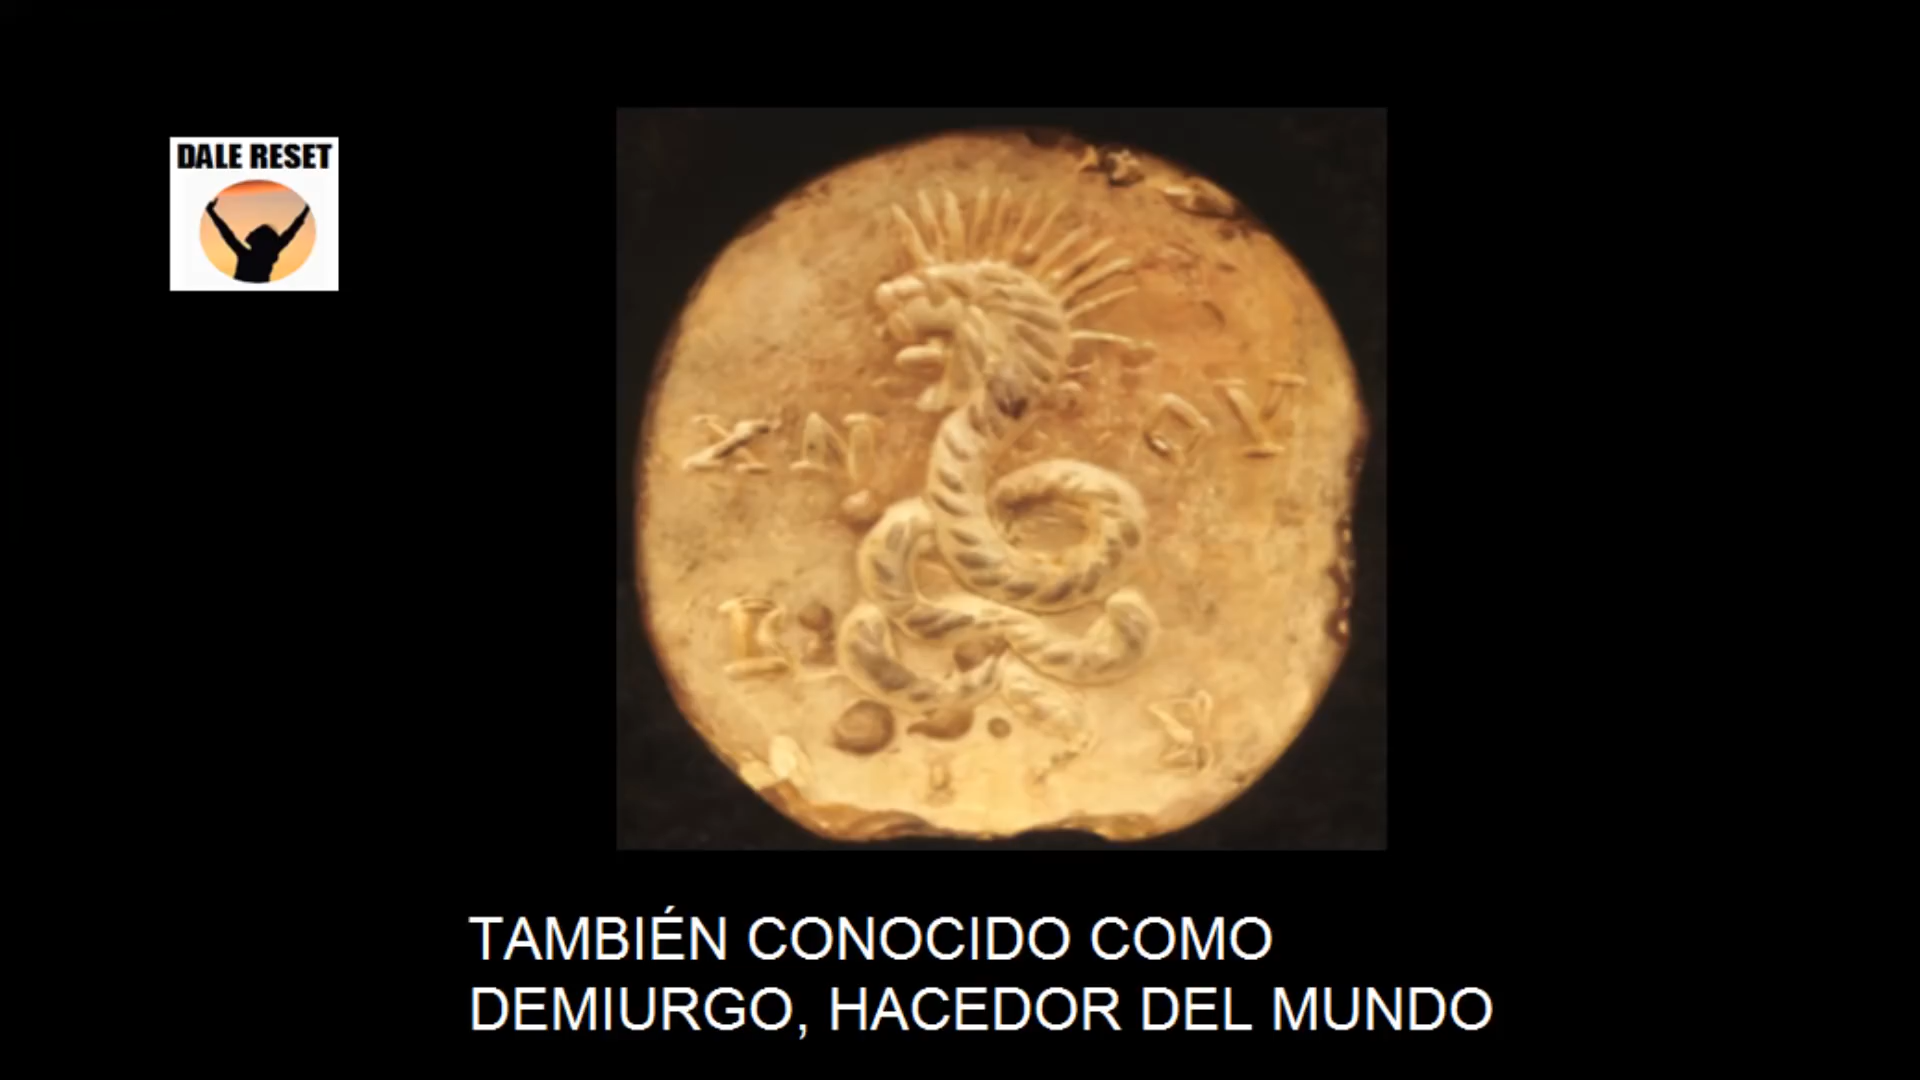 DALE RESET
TAMBIÉN CONOCIDO COMO
DEMIURGO, HACEDOR DEL MUNDO